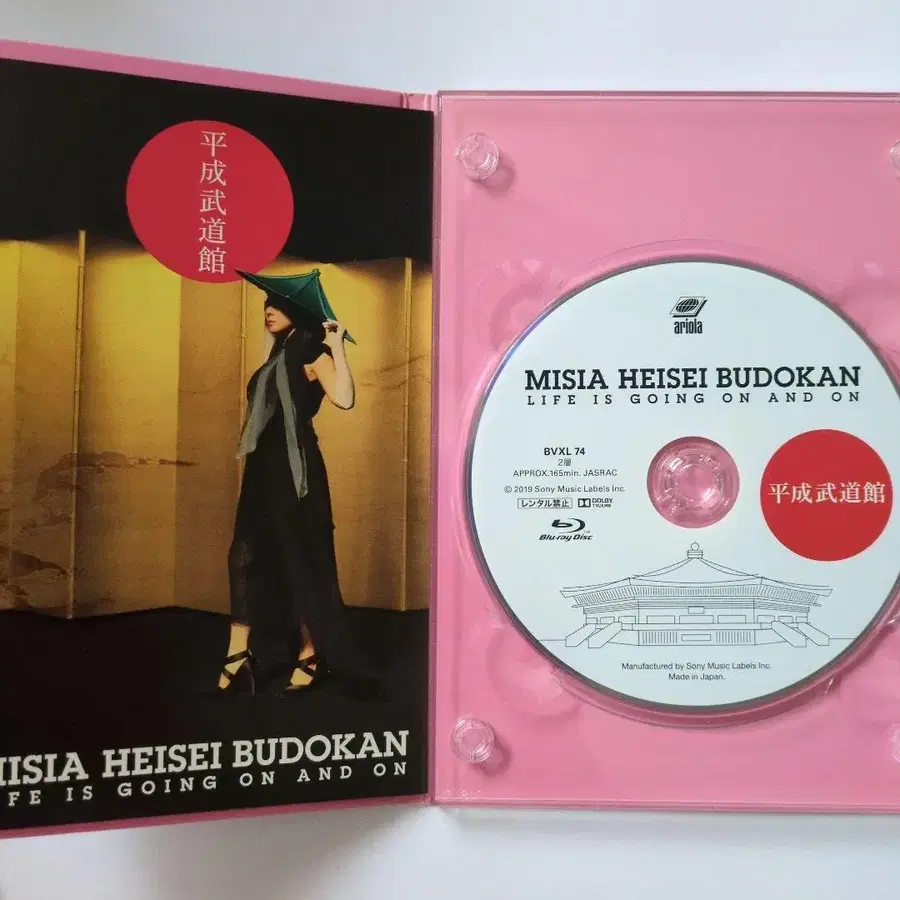 平成武道館
MISIA HEISEI BUDOKAN
LIFE IS GOING ON AND ON
ariola
MISIA HEISEI BUDOKAN
LIFE IS GOING ON AND ON
BVXL 74
2層
APPROX.165min. JASRAC
© 2019 Sony Music Labels Inc.
レンタル禁止 DOLBY TRUEHD
Blu-ray Disc
平成武道館
Manufactured by Sony Music Labels Inc.
Made in Japan.